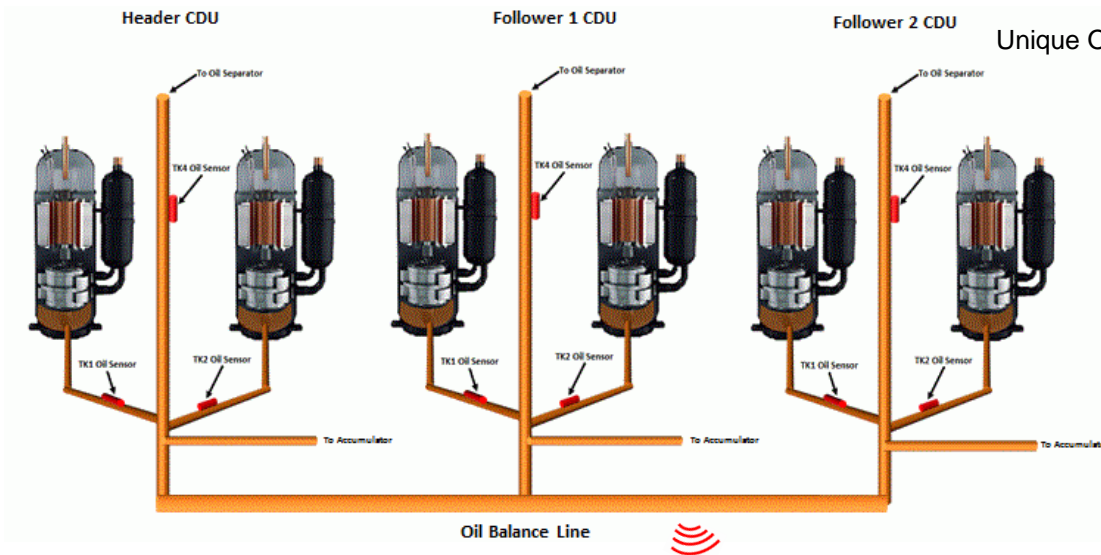 Header CDU
Follower 1 CDU
Follower 2 CDU
Unique O
To Oil Separator
To Oil Separator
To Oil Separator
TK4 Oil Sensor
TK4 Oil Sensor
TK4 Oil Sensor
TK1 Oil Sensor
TK2 Oil Sensor
TK1 Oil Sensor
TK2 Oil Sensor
TK1 Oil Sensor
TK2 Oil Sensor
To Accumulator
To Accumulator
To Accumulat
Oil Balance Line